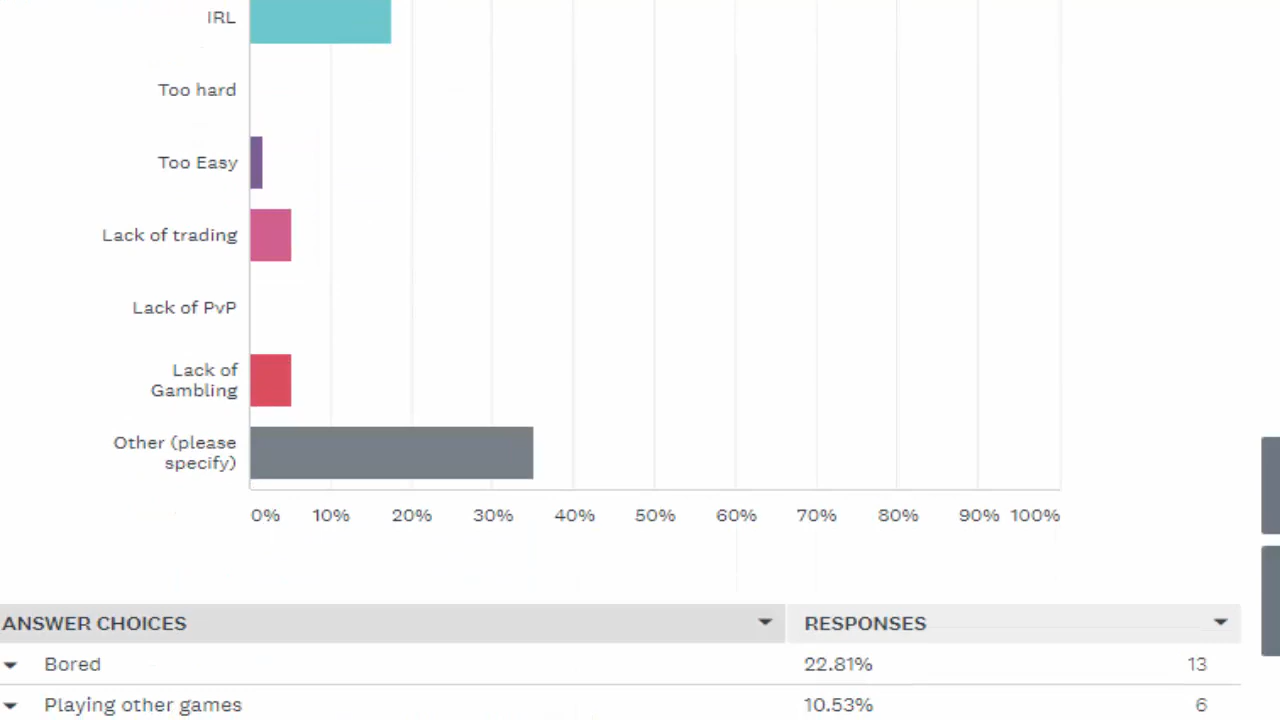 IRL
Too hard
Too Easy
Lack of trading
Lack of PvP
Lack of
Gambling
Other (please
specify)
0% 10% 20% 30% 40% 50% 60% 70% 80% 90% 100%
ANSWER CHOICES RESPONSES
Bored 22.81% 13
Playing other games 10.53% 6